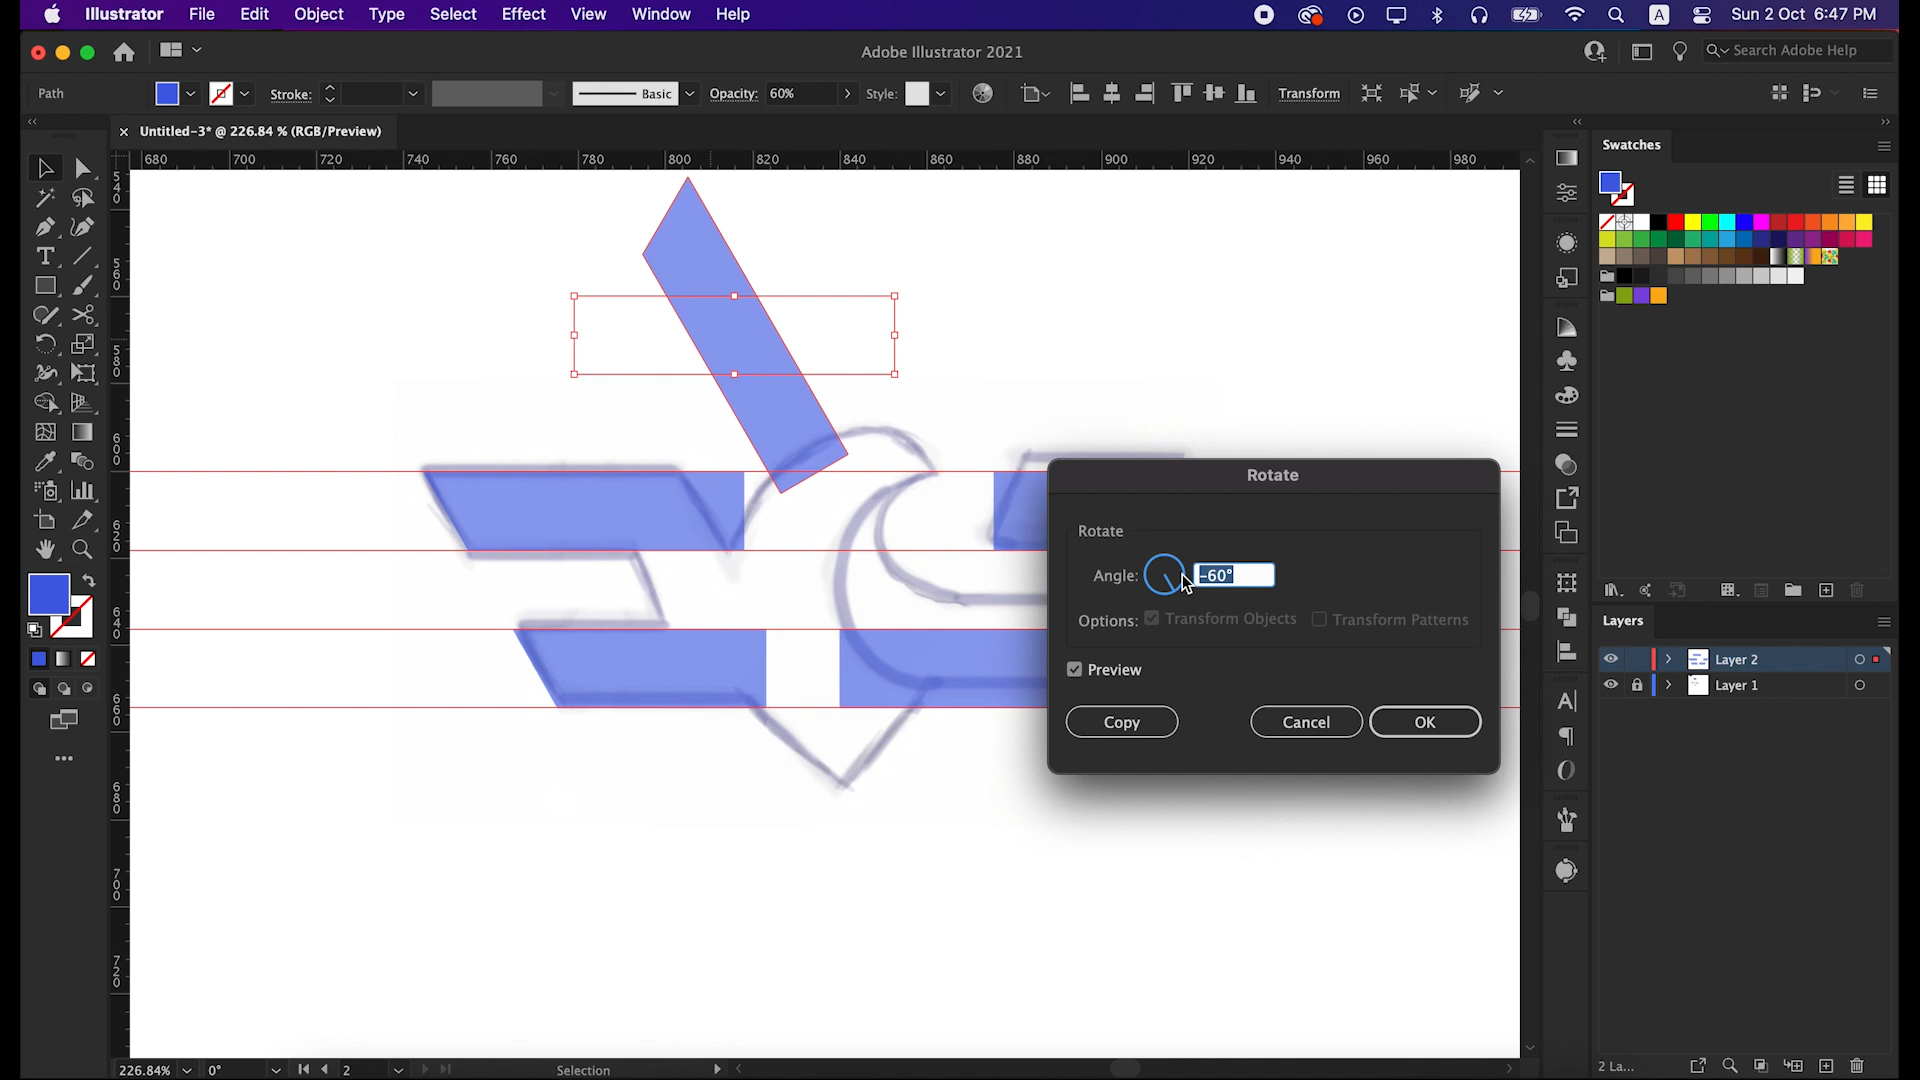 Illustrator File Edit Object Type Select Effect View Window Help A Sun 2 Oct 6:47 PM
Adobe Illustrator 2021 Search Adobe Help
Path Stroke: Basic Opacity: 60% Style: Transform
× Untitled-3* @ 226.84 % (RGB/Preview) Swatches
680 700 720 740 760 780 800 820 840 860 880 900 920 940 960 980
540
560
580
600
620
640
660
680
700
720
Rotate
Rotate
Angle: -60°
Options: Transform Objects Transform Patterns
Preview
Copy Cancel OK
Layers
Layer 2
Layer 1
226.84% 0° 2 Selection 2 La...